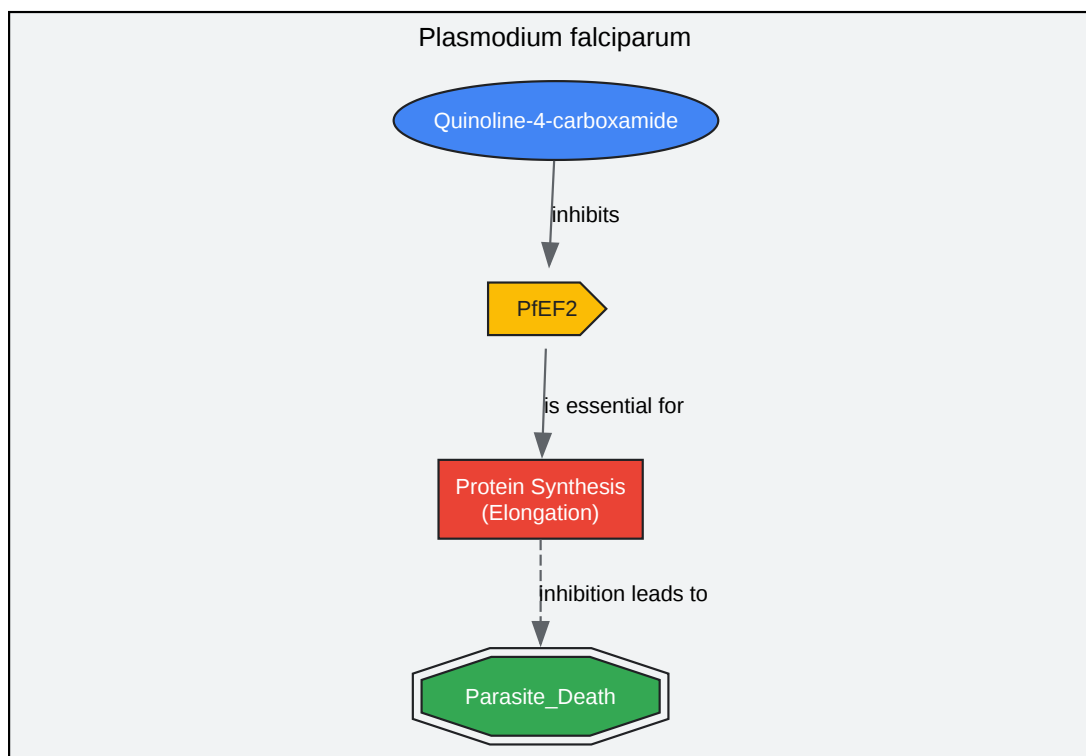 Plasmodium falciparum
Quinoline-4-carboxamide
inhibits
PfEF2
is essential for
Protein Synthesis
(Elongation)
inhibition leads to
Parasite_Death